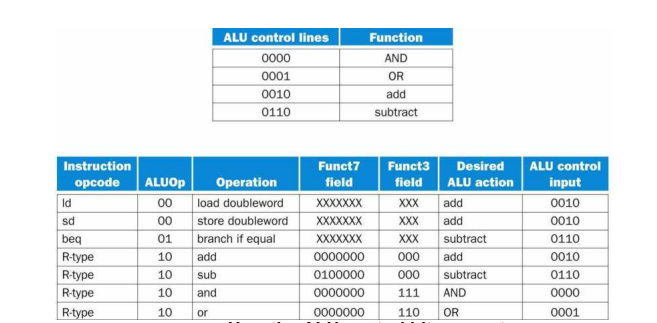 ALU control lines Function
0000 AND
0001 OR
0010 add
0110 subtract
Instruction opcode ALUOp Operation Funct7 field Funct3 field Desired ALU action ALU control input
ld 00 load doubleword XXXXXXX XXX add 0010
sd 00 store doubleword XXXXXXX XXX add 0010
beq 01 branch if equal XXXXXXX XXX subtract 0110
R-type 10 add 0000000 000 add 0010
R-type 10 sub 0100000 000 subtract 0110
R-type 10 and 0000000 111 AND 0000
R-type 10 or 0000000 110 OR 0001